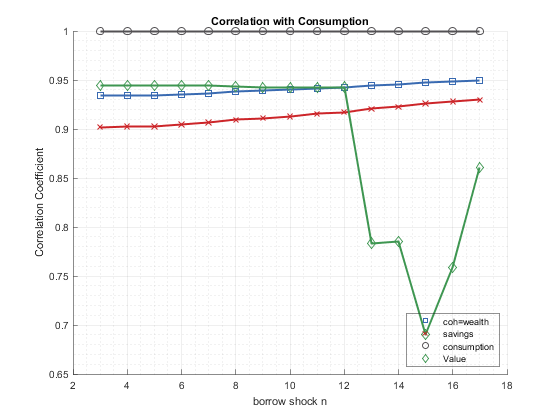 Correlation with Consumption
1
0.95
0.9
0.85
0.8
0.75
0.7
0.65
Correlation Coefficient
2 4 6 8 10 12 14 16 18
borrow shock n
coh=wealth
savings
consumption
Value